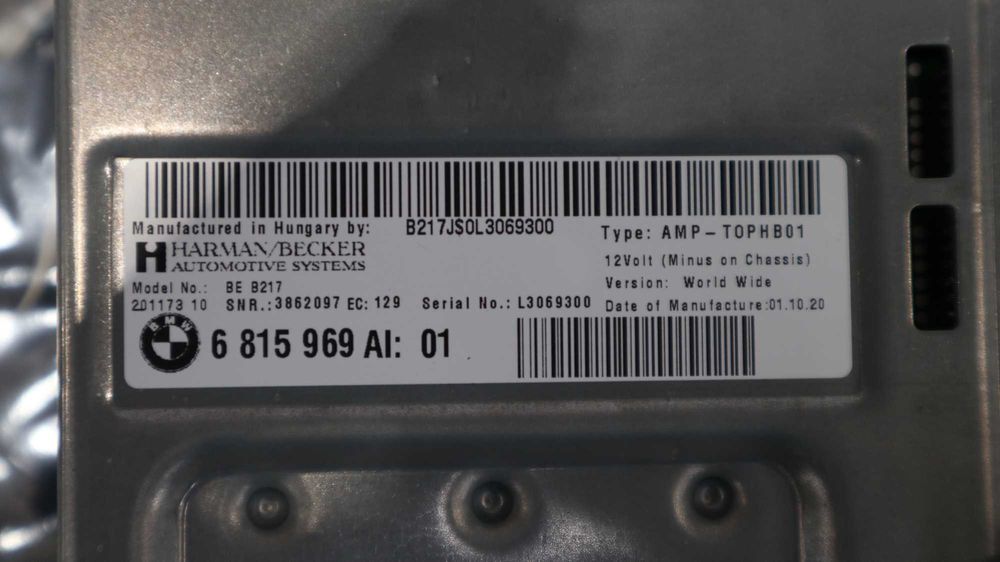 Manufactured in Hungary by:
B217JS0L3069300
Type: AMP-TOPHB01
HARMAN/BECKER
AUTOMOTIVE SYSTEMS
12Volt (Minus on Chassis)
Model No.: BE B217
Version: World Wide
201173 10 SNR.:3862097 EC: 129 Serial No.: L3069300
Date of Manufacture:01.10.20
BMW
6 815 969 AI: 01